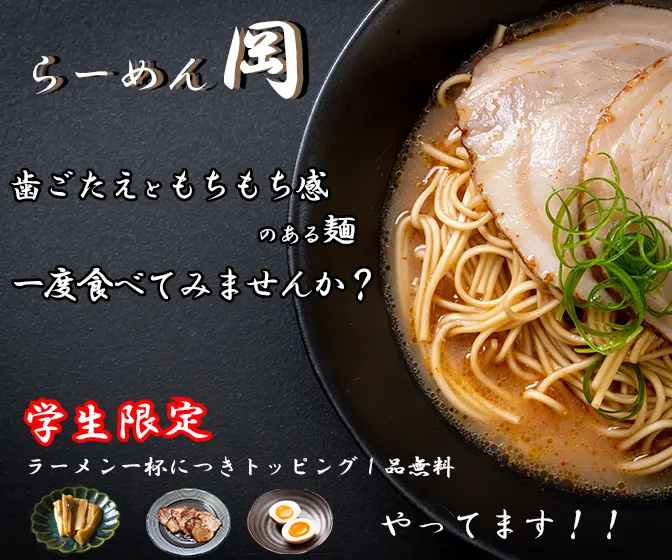 らーめん 岡
歯ごたえともちもち感
のある麺
一度食べてみませんか？
学生限定
ラーメン一杯につきトッピング1品無料
やってます！！